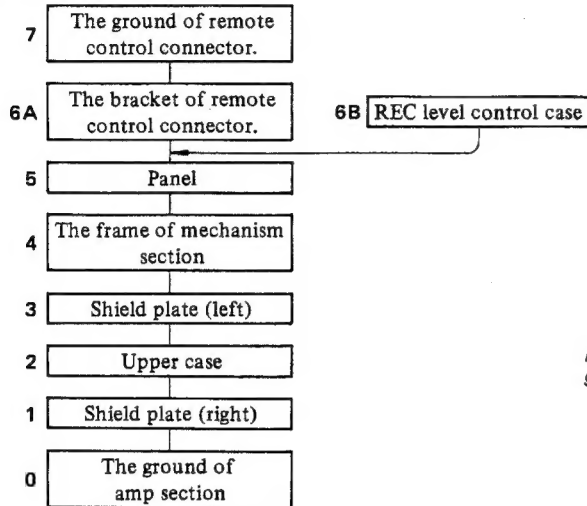 7 The ground of remote
control connector.
6A The bracket of remote
control connector.
6B REC level control case
5 Panel
4 The frame of mechanism
section
3 Shield plate (left)
2 Upper case
1 Shield plate (right)
0 The ground of
amp section